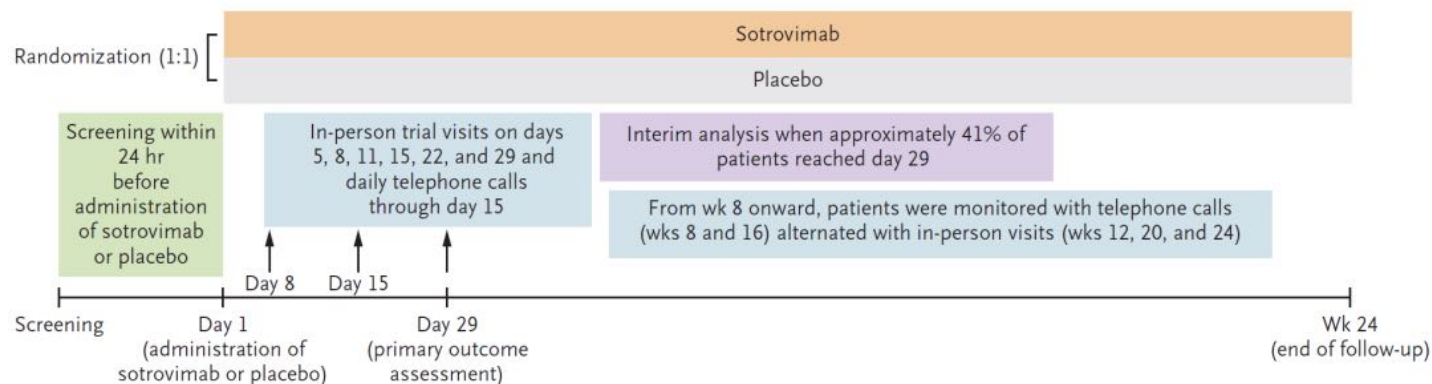 Randomization (1:1)
Sotrovimab
Placebo
Screening within
24 hr
before
administration
of sotrovimab
or placebo
In-person trial visits on days
5, 8, 11, 15, 22, and 29 and
daily telephone calls
through day 15
Interim analysis when approximately 41% of
patients reached day 29
From wk 8 onward, patients were monitored with telephone calls
(wks 8 and 16) alternated with in-person visits (wks 12, 20, and 24)
Day 8
Day 15
Screening
Day 1
(administration of
sotrovimab or placebo)
Day 29
(primary outcome
assessment)
Wk 24
(end of follow-up)